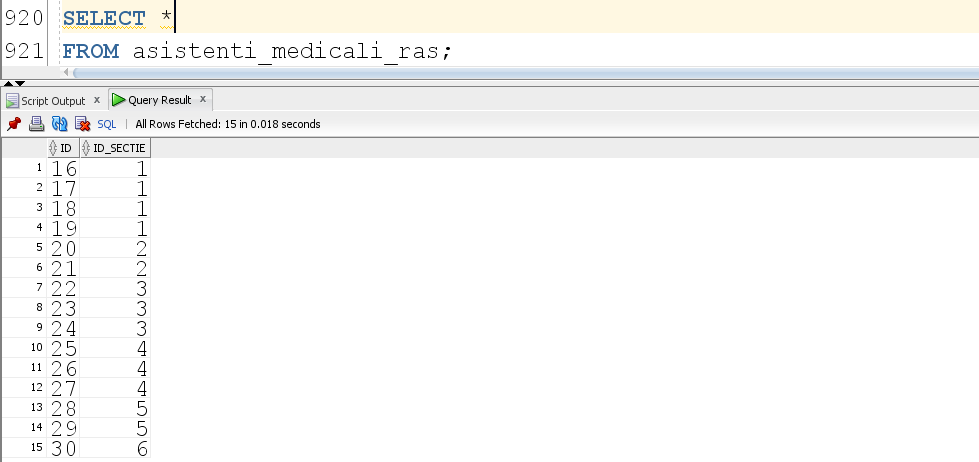 920 SELECT *
921 FROM asistenti_medicali_ras;
Script Output x Query Result x
SQL | All Rows Fetched: 15 in 0.018 seconds
ID ID_SECTIE
1 16 1
2 17 1
3 18 1
4 19 1
5 20 2
6 21 2
7 22 3
8 23 3
9 24 3
10 25 4
11 26 4
12 27 4
13 28 5
14 29 5
15 30 6